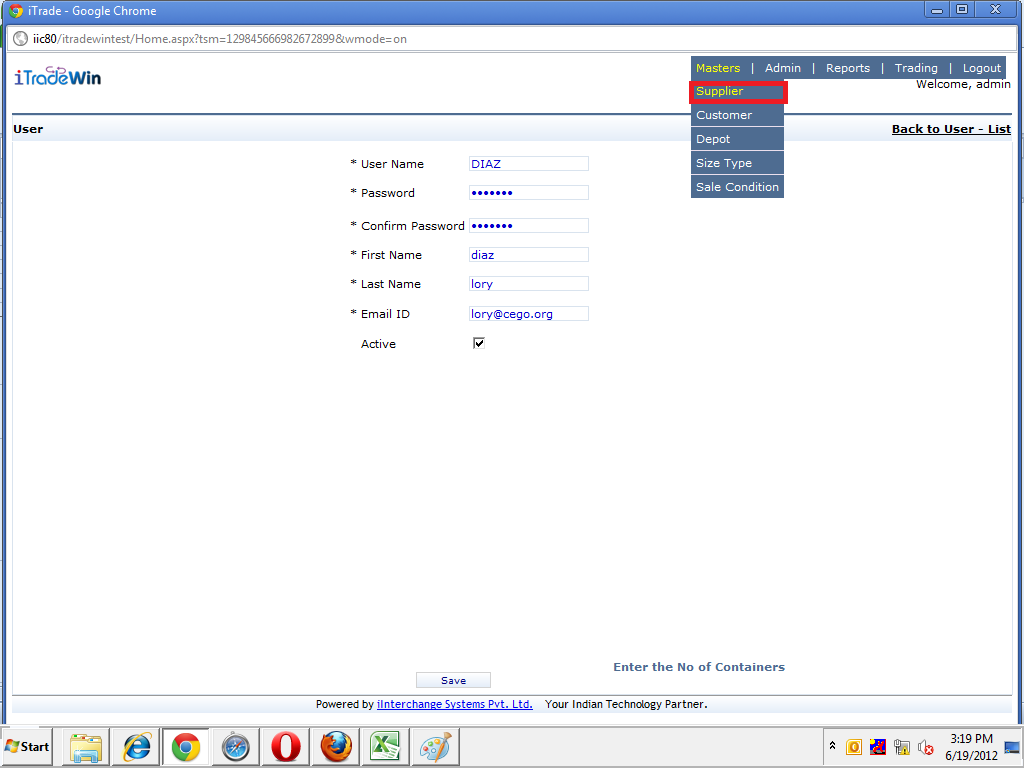 iTrade - Google Chrome
iic80/itradewintest/Home.aspx?tsm=129845666982672899&wmode=on
iTradeWin
Masters | Admin | Reports | Trading | Logout
Welcome, admin
Supplier
Customer
Depot
Size Type
Sale Condition
User
Back to User - List
* User Name DIAZ
* Password •••••••
* Confirm Password •••••••
* First Name diaz
* Last Name lory
* Email ID lory@cego.org
Active
Enter the No of Containers
Save
Powered by iInterchange Systems Pvt. Ltd. Your Indian Technology Partner.
Start
3:19 PM
6/19/2012